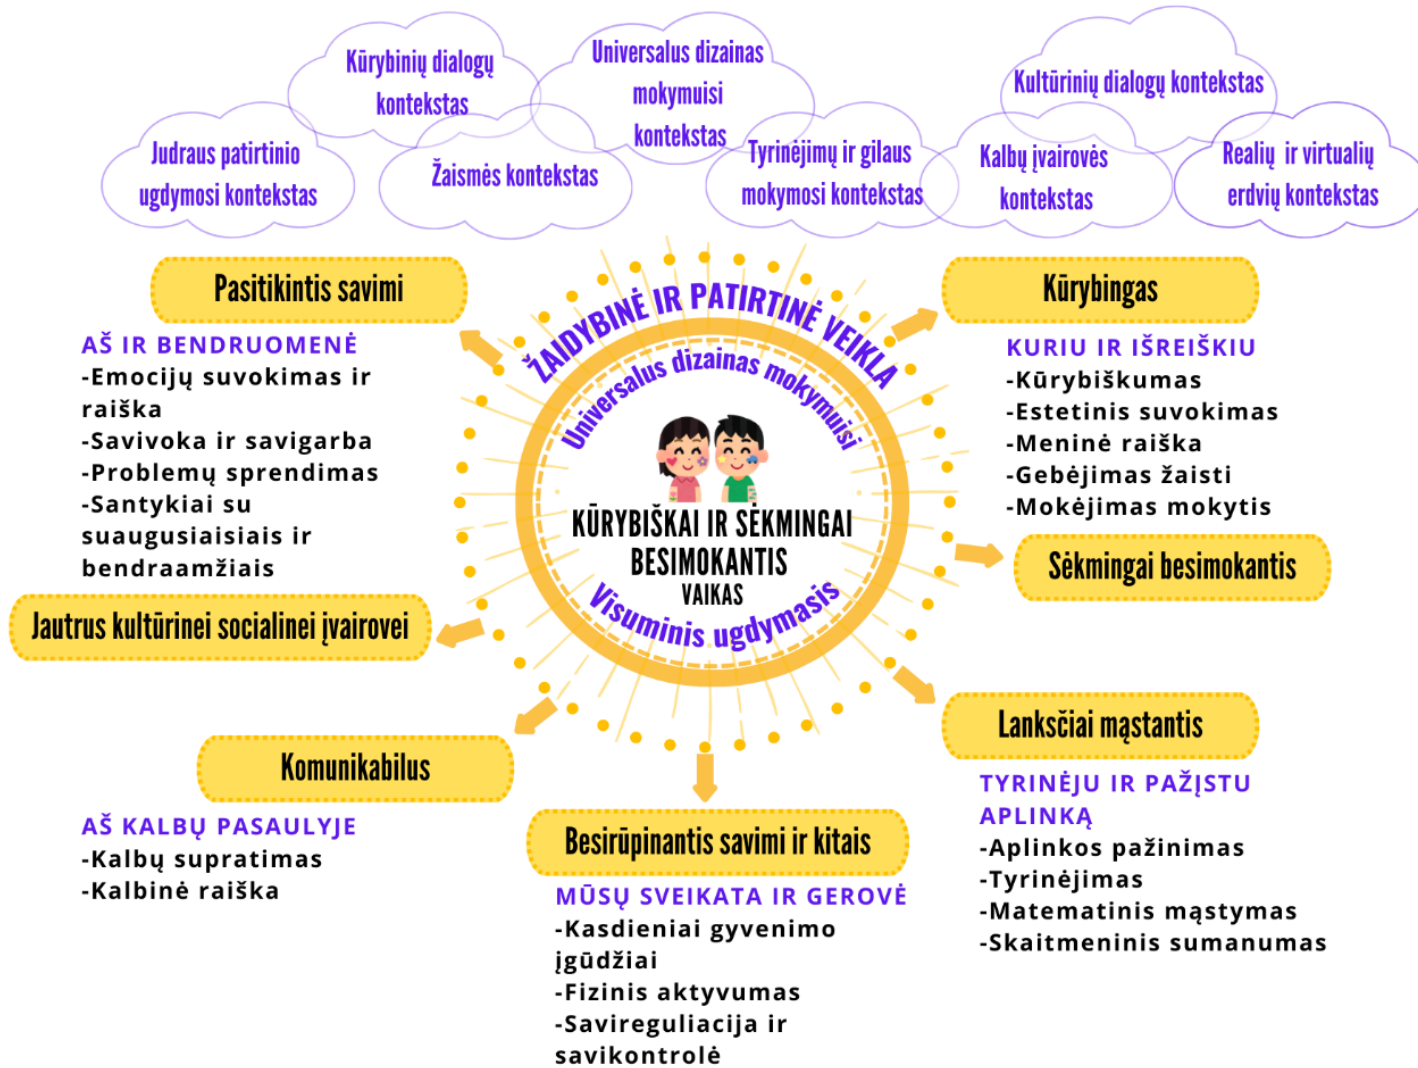 Kūrybinių dialogų
kontekstas
Universalus dizainas
mokymuisi
kontekstas
Kultūrinių dialogų kontekstas
Judraus patirtinio
ugdymosi kontekstas
Žaismės kontekstas
Tyrinėjimų ir gilaus
mokymosi kontekstas
Kalbų įvairovės
kontekstas
Realių ir virtualių
erdvių kontekstas
Pasitikintis savimi
AŠ IR BENDRUOMENĖ
-Emocijų suvokimas ir
raiška
-Savivoka ir savigarba
-Problemų sprendimas
-Santykiai su
suaugusiaisiais ir
bendraamžiais
Jautrus kultūrinei socialinei įvairovei
Komunikabilus
AŠ KALBŲ PASAULYJE
-Kalbų supratimas
-Kalbinė raiška
ŽAIDYBINĖ IR PATIRTINĖ VEIKLA
Universalus dizainas mokymuisi
KŪRYBIŠKAI IR SĖKMINGAI
BESIMOKANTIS
VAIKAS
Visuminis ugdymasis
Besirūpinantis savimi ir kitais
MŪSŲ SVEIKATA IR GEROVĖ
-Kasdieniai gyvenimo
įgūdžiai
-Fizinis aktyvumas
-Savireguliacija ir
savikontrolė
Kūrybingas
KURIU IR IŠREIŠKIU
-Kūrybiškumas
-Estetinis suvokimas
-Meninė raiška
-Gebėjimas žaisti
-Mokėjimas mokytis
Sėkmingai besimokantis
Lanksčiai mąstantis
TYRINĖJU IR PAŽĮSTU
APLINKĄ
-Aplinkos pažinimas
-Tyrinėjimas
-Matematinis mąstymas
-Skaitmeninis sumanumas